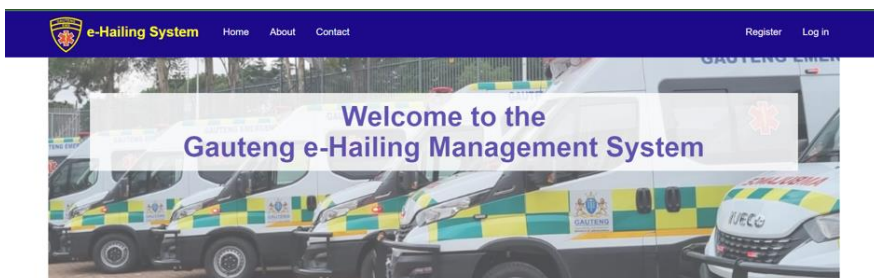 e-Hailing System Home About Contact Register Log in
GAUTENG EMER
Welcome to the
Gauteng e-Hailing Management System
GAUTENG
AMBULANCE
IVECO